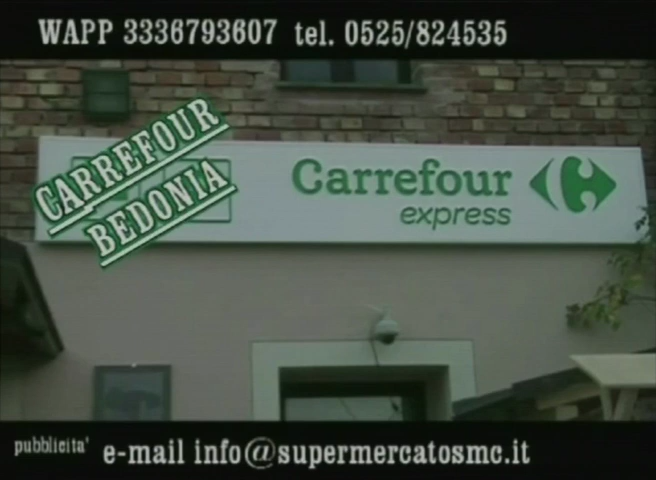 WAPP 3336793607 tel. 0525/824535
CARREFOUR
BEDONIA
Carrefour
express
pubblicita'
e-mail info@supermercatosmc.it